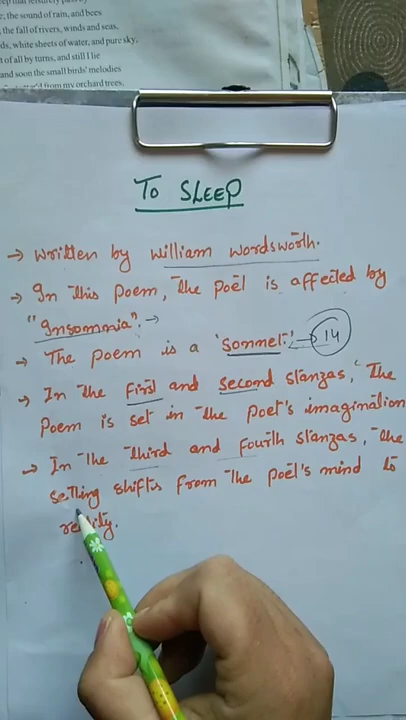 ; the sound of rain, and bees
; the fall of rivers, winds and seas,
ds, white sheets of water, and pure sky;
t of all by turns, and still I lie
and soon the small birds' melodies
from my orchard trees,
TO SLEEP
→ written by william wordsworth.
→ In this poem, the poet is affected by
"Insomnia". →
→ The poem is a 'sonnet.' → 14
→ In the first and second stanzas, The
poem is set in the poet's imagination
→ In the third and fourth stanzas, the
setting shifts from the poet's mind to
reality.